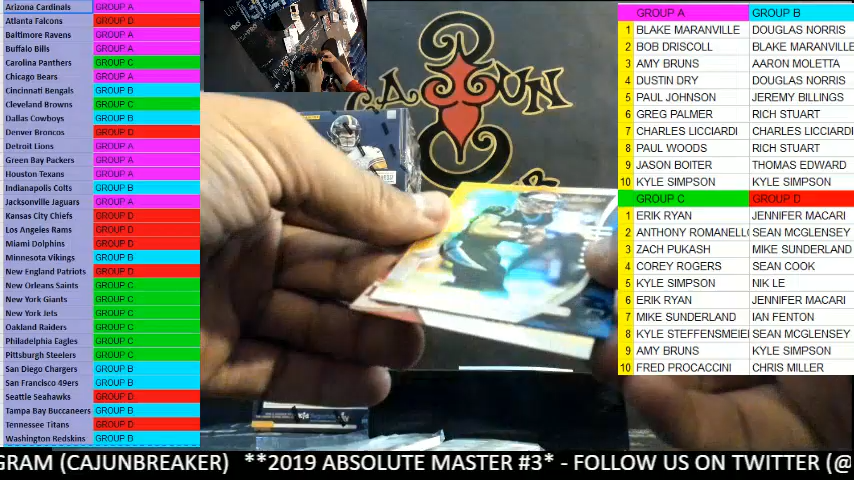 Arizona Cardinals GROUP A
Atlanta Falcons GROUP D
Baltimore Ravens GROUP A
Buffalo Bills GROUP A
Carolina Panthers GROUP C
Chicago Bears GROUP A
Cincinnati Bengals GROUP B
Cleveland Browns GROUP C
Dallas Cowboys GROUP B
Denver Broncos GROUP D
Detroit Lions GROUP A
Green Bay Packers GROUP A
Houston Texans GROUP A
Indianapolis Colts GROUP B
Jacksonville Jaguars GROUP A
Kansas City Chiefs GROUP D
Los Angeles Rams GROUP D
Miami Dolphins GROUP D
Minnesota Vikings GROUP B
New England Patriots GROUP D
New Orleans Saints GROUP C
New York Giants GROUP C
New York Jets GROUP C
Oakland Raiders GROUP C
Philadelphia Eagles GROUP C
Pittsburgh Steelers GROUP C
San Diego Chargers GROUP B
San Francisco 49ers GROUP B
Seattle Seahawks GROUP D
Tampa Bay Buccaneers GROUP B
Tennessee Titans GROUP D
Washington Redskins GROUP B
CAJUN
GROUP A GROUP B
1 BLAKE MARANVILLE DOUGLAS NORRIS
2 BOB DRISCOLL BLAKE MARANVILLE
3 AMY BRUNS AARON MOLETTA
4 DUSTIN DRY DOUGLAS NORRIS
5 PAUL JOHNSON JEREMY BILLINGS
6 GREG PALMER RICH STUART
7 CHARLES LICCIARDI CHARLES LICCIARDI
8 PAUL WOODS RICH STUART
9 JASON BOITER THOMAS EDWARD
10 KYLE SIMPSON KYLE SIMPSON
GROUP C GROUP D
1 ERIK RYAN JENNIFER MACARI
2 ANTHONY ROMANELLO SEAN MCGLENSEY
3 ZACH PUKASH MIKE SUNDERLAND
4 COREY ROGERS SEAN COOK
5 KYLE SIMPSON NIK LE
6 ERIK RYAN JENNIFER MACARI
7 MIKE SUNDERLAND IAN FENTON
8 KYLE STEFFENSMEIE SEAN MCGLENSEY
9 AMY BRUNS KYLE SIMPSON
10 FRED PROCACCINI CHRIS MILLER
GRAM (CAJUNBREAKER) **2019 ABSOLUTE MASTER #3* - FOLLOW US ON TWITTER (@